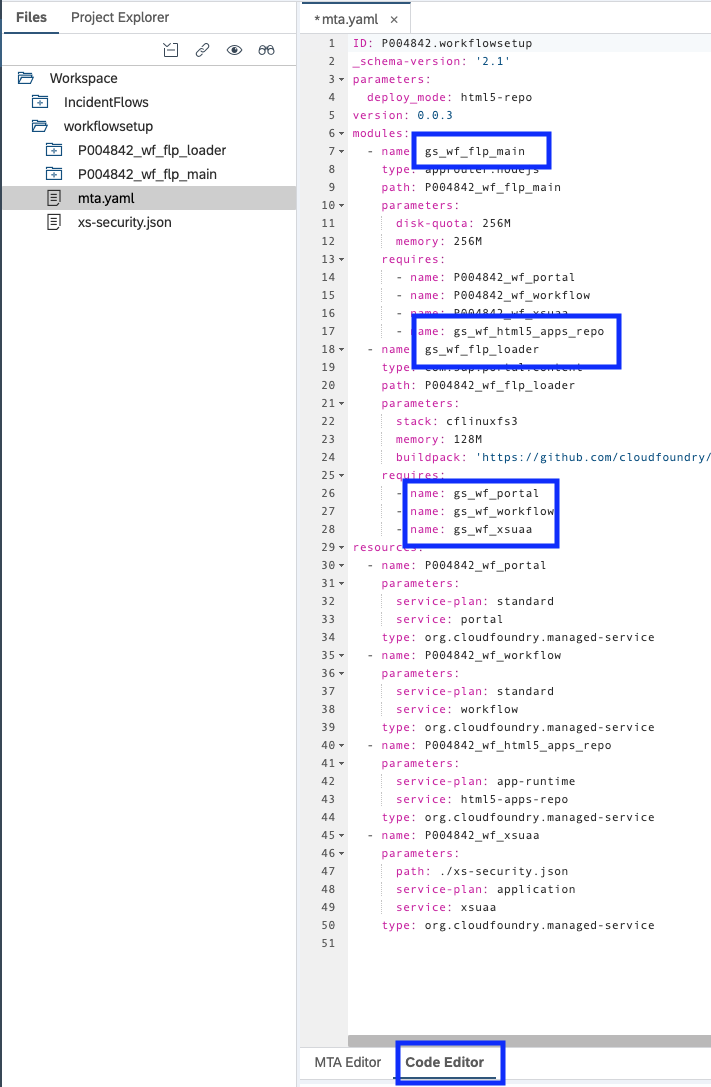 Files
Project Explorer
Workspace
IncidentFlows
workflowsetup
P004842_wf_flp_loader
P004842_wf_flp_main
mta.yaml
xs-security.json
*mta.yaml ×
1 ID: P004842.workflowsetup
2 _schema-version: '2.1'
3 parameters:
4 deploy_mode: html5-repo
5 version: 0.0.3
6 modules:
7 - name: gs_wf_flp_main
8 type: approuter.nodejs
9 path: P004842_wf_flp_main
10 parameters:
11 disk-quota: 256M
12 memory: 256M
13 requires:
14 - name: P004842_wf_portal
15 - name: P004842_wf_workflow
16 - name: P004842_wf_xsuaa
17 - name: gs_wf_html5_apps_repo
18 - name: gs_wf_flp_loader
19 type: com.sap.portal.content
20 path: P004842_wf_flp_loader
21 parameters:
22 stack: cflinuxfs3
23 memory: 128M
24 buildpack: 'https://github.com/cloudfoundry/
25 requires:
26 - name: gs_wf_portal
27 - name: gs_wf_workflow
28 - name: gs_wf_xsuaa
29 resources:
30 - name: P004842_wf_portal
31 parameters:
32 service-plan: standard
33 service: portal
34 type: org.cloudfoundry.managed-service
35 - name: P004842_wf_workflow
36 parameters:
37 service-plan: standard
38 service: workflow
39 type: org.cloudfoundry.managed-service
40 - name: P004842_wf_html5_apps_repo
41 parameters:
42 service-plan: app-runtime
43 service: html5-apps-repo
44 type: org.cloudfoundry.managed-service
45 - name: P004842_wf_xsuaa
46 parameters:
47 path: ./xs-security.json
48 service-plan: application
49 service: xsuaa
50 type: org.cloudfoundry.managed-service
51
MTA Editor
Code Editor